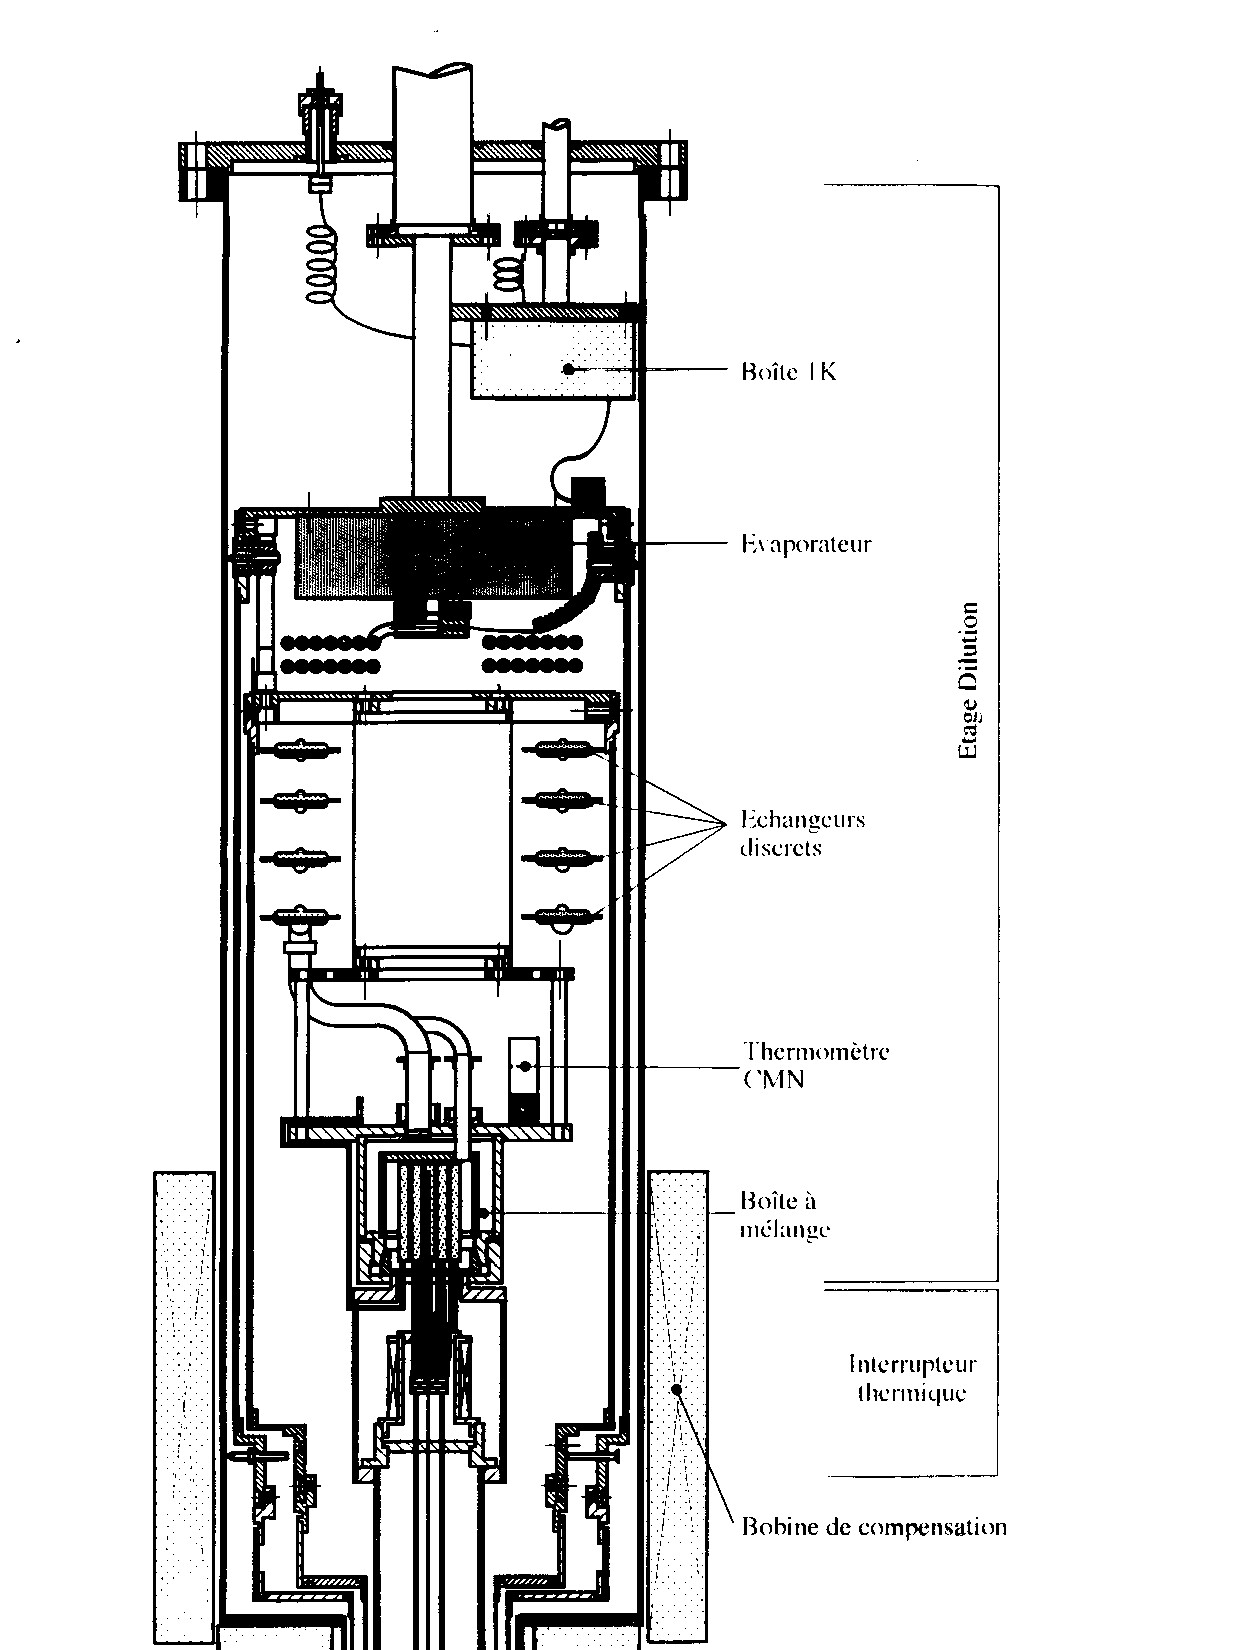 Boîte 1K
Evaporateur
Etage Dilution
Echangeurs
discrets
Thermomètre
CMN
Boîte à
mélange
Interrupteur
thermique
Bobine de compensation